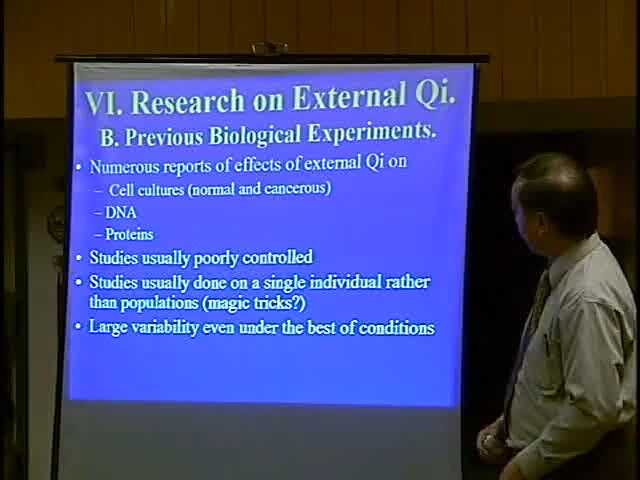 VI. Research on External Qi.
B. Previous Biological Experiments.
• Numerous reports of effects of external Qi on
– Cell cultures (normal and cancerous)
– DNA
– Proteins
• Studies usually poorly controlled
• Studies usually done on a single individual rather
than populations (magic tricks?)
• Large variability even under the best of conditions